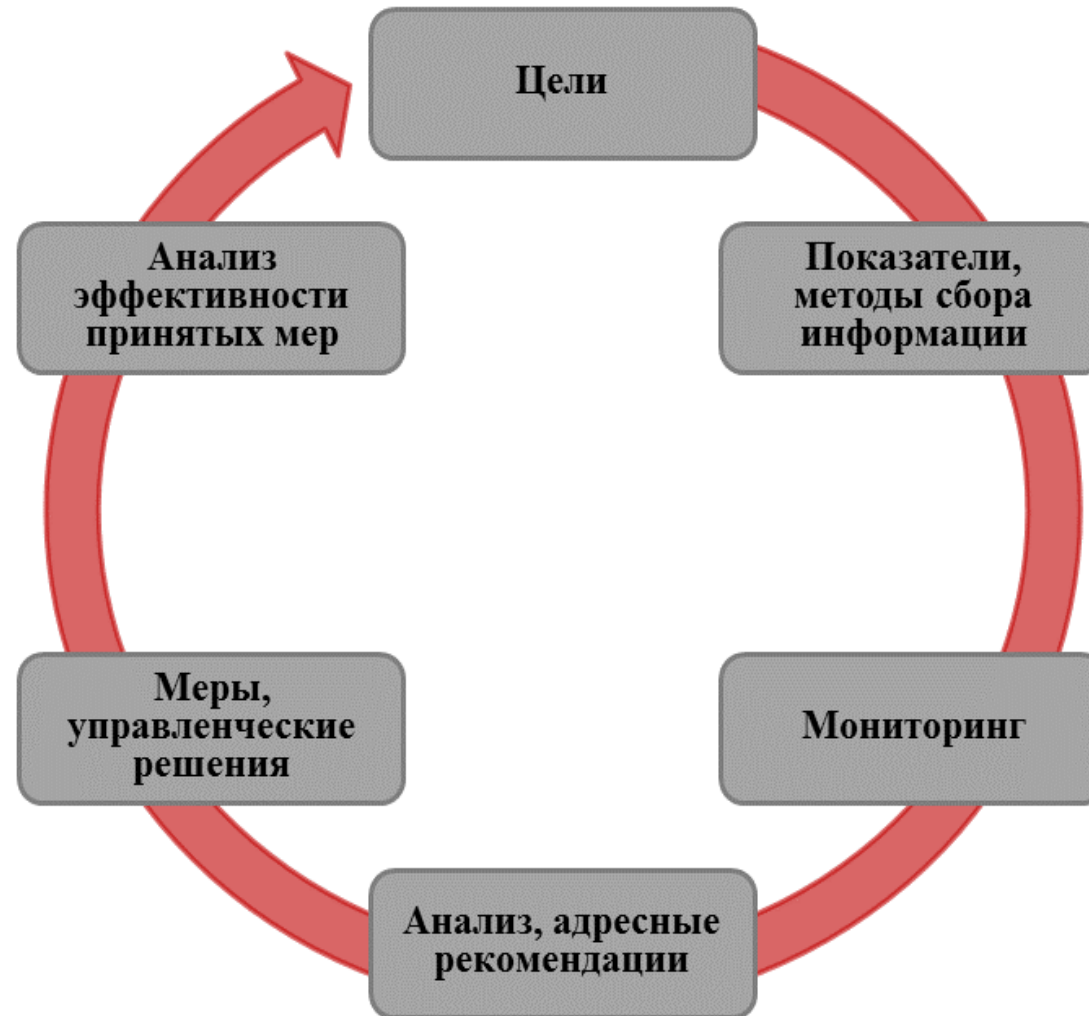 Цели
Показатели,
методы сбора
информации
Мониторинг
Анализ, адресные
рекомендации
Меры,
управленческие
решения
Анализ
эффективности
принятых мер